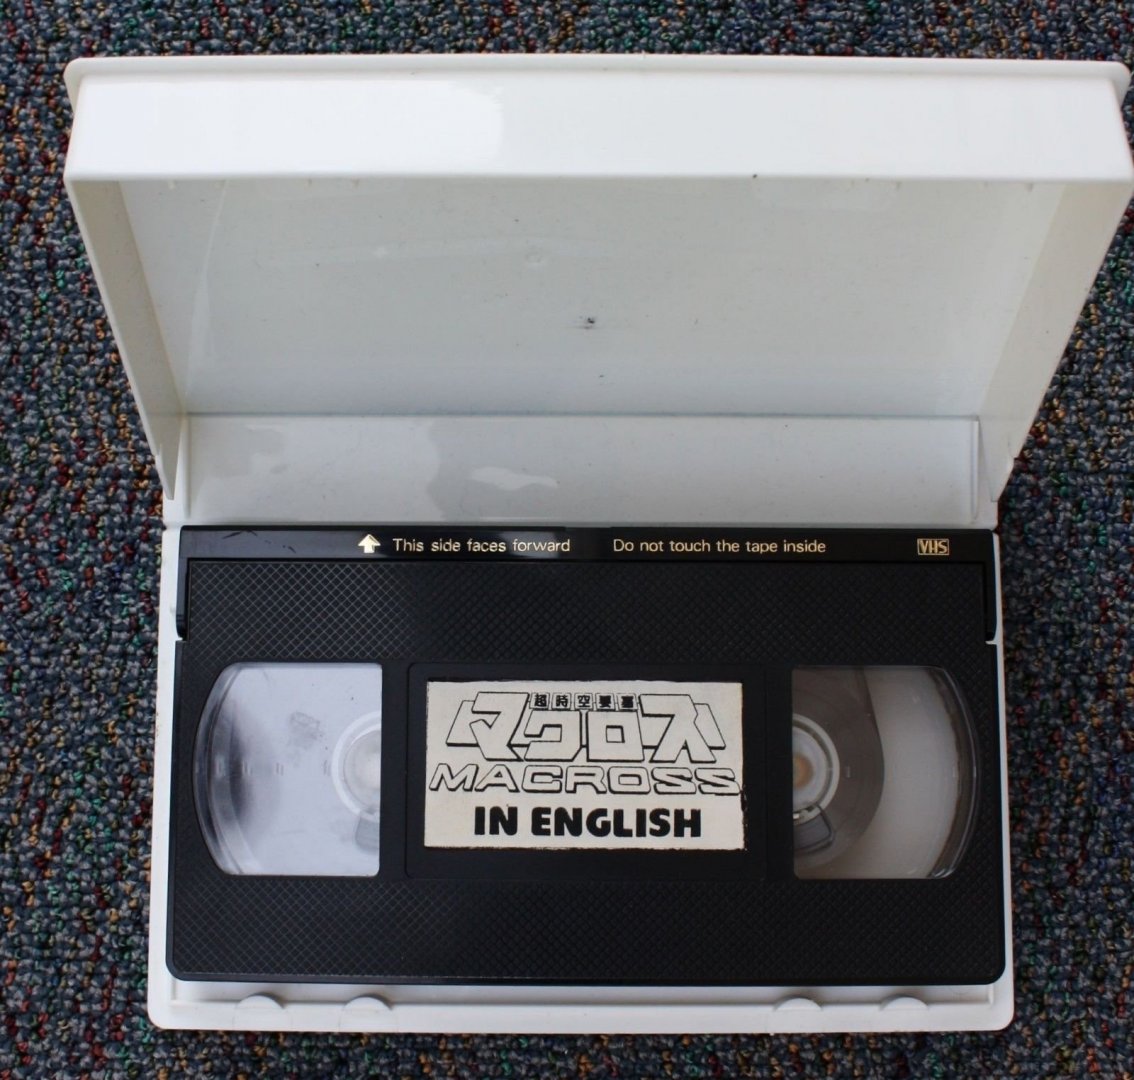 This side faces forward Do not touch the tape inside VHS
超時空要塞
マクロス
MACROSS
IN ENGLISH